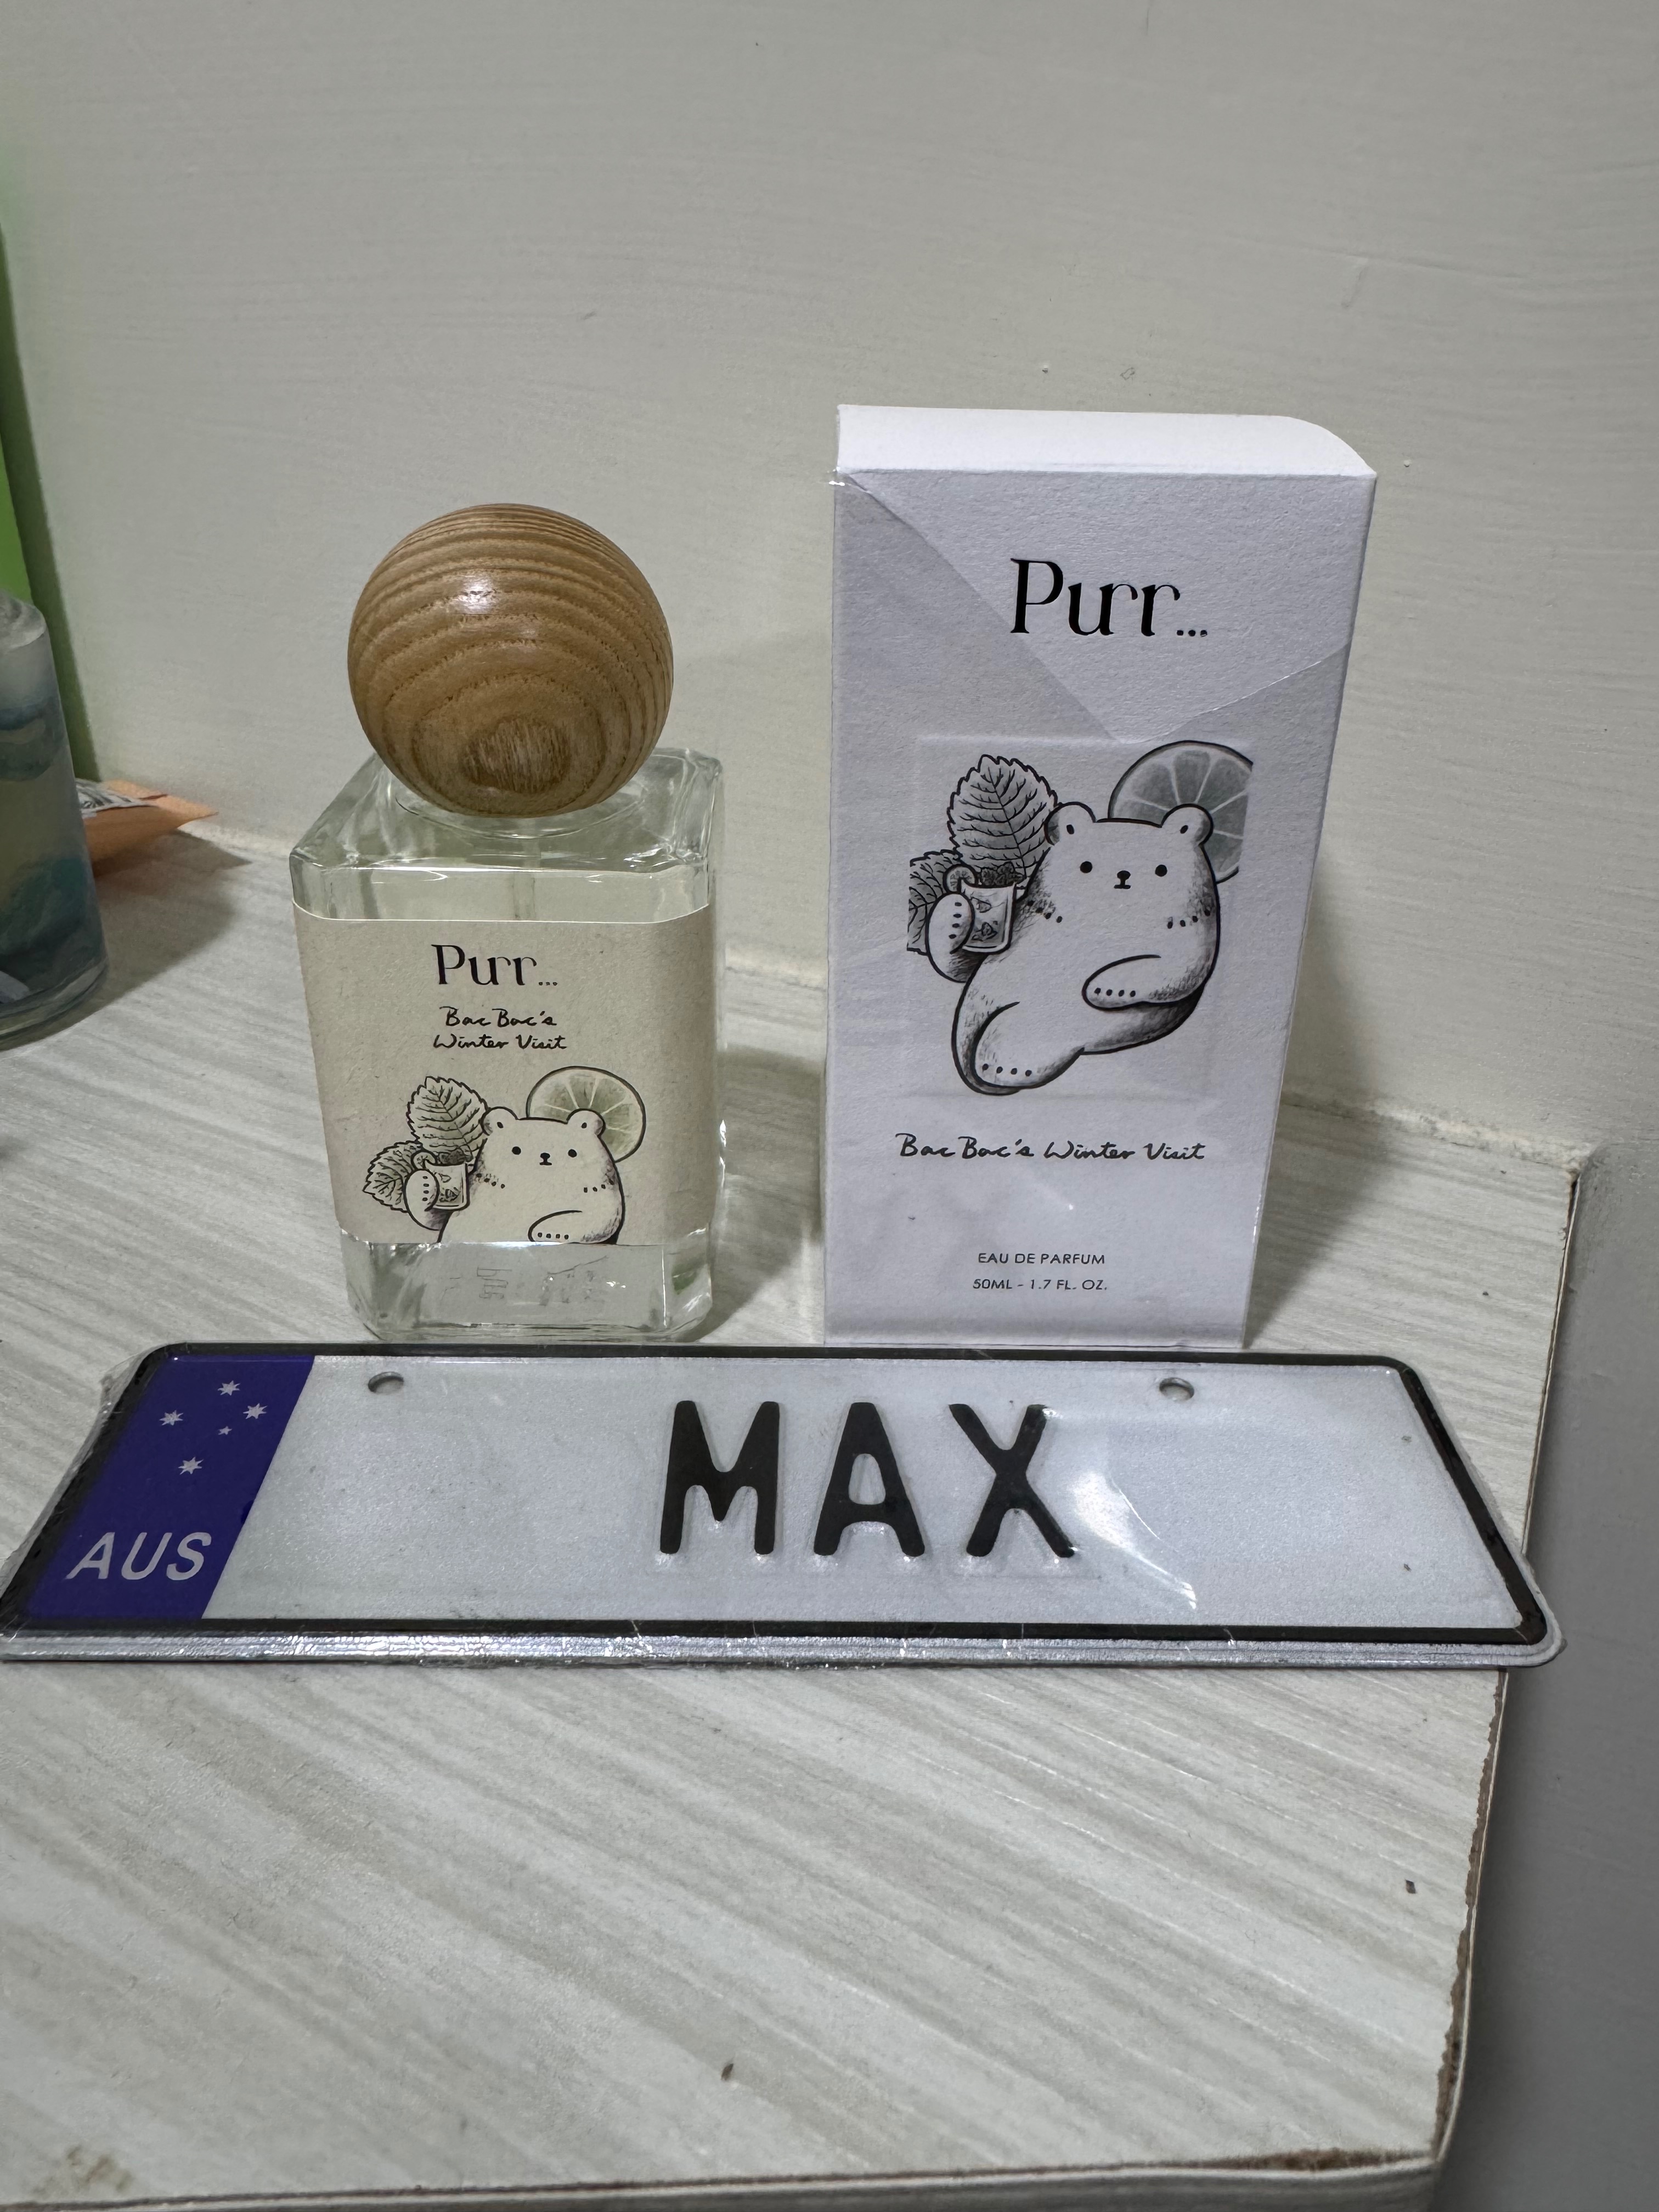 Purr...
Bac Bac's
Winter Visit
Purr...
Bac Bac's Winter Visit
EAU DE PARFUM
50ML - 1.7 FL. OZ.
AUS
MAX